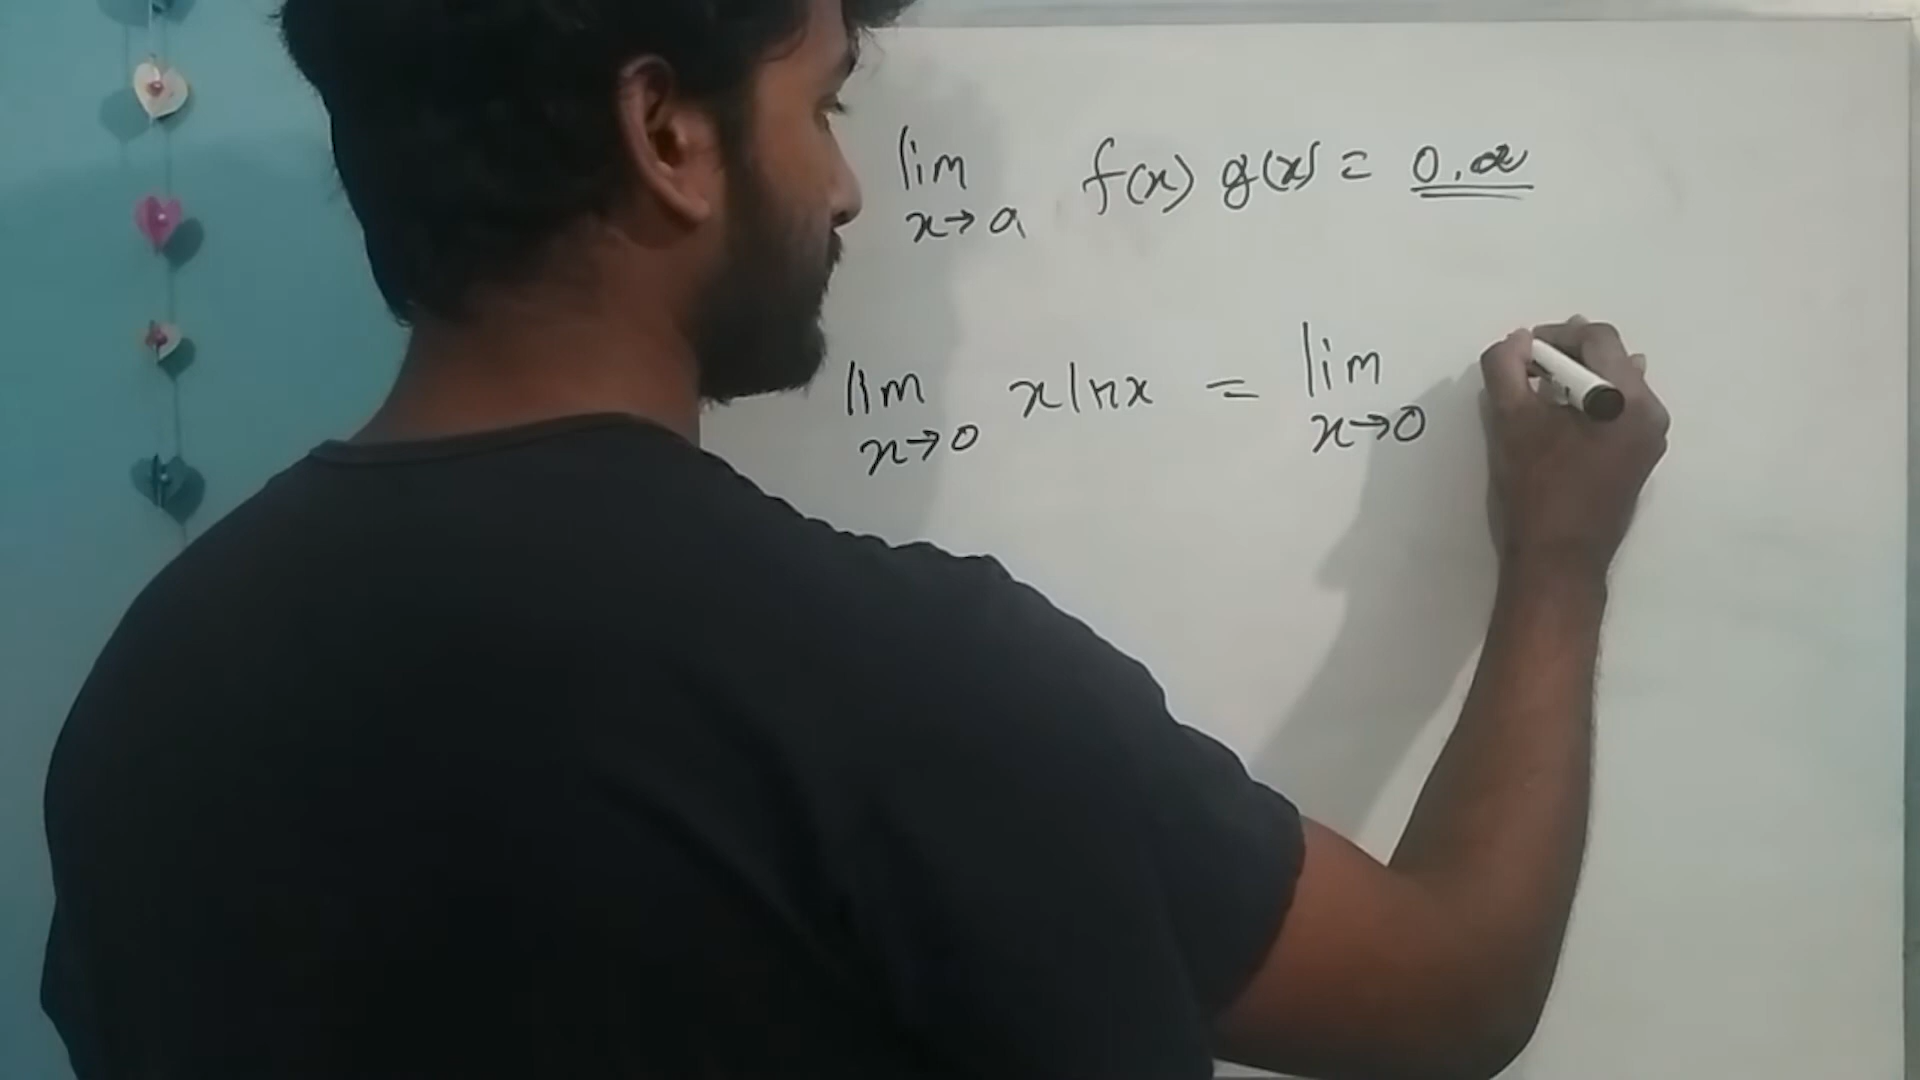 lim x→a f(x) g(x) = 0.∞
lim x→0 x ln x = lim x→0